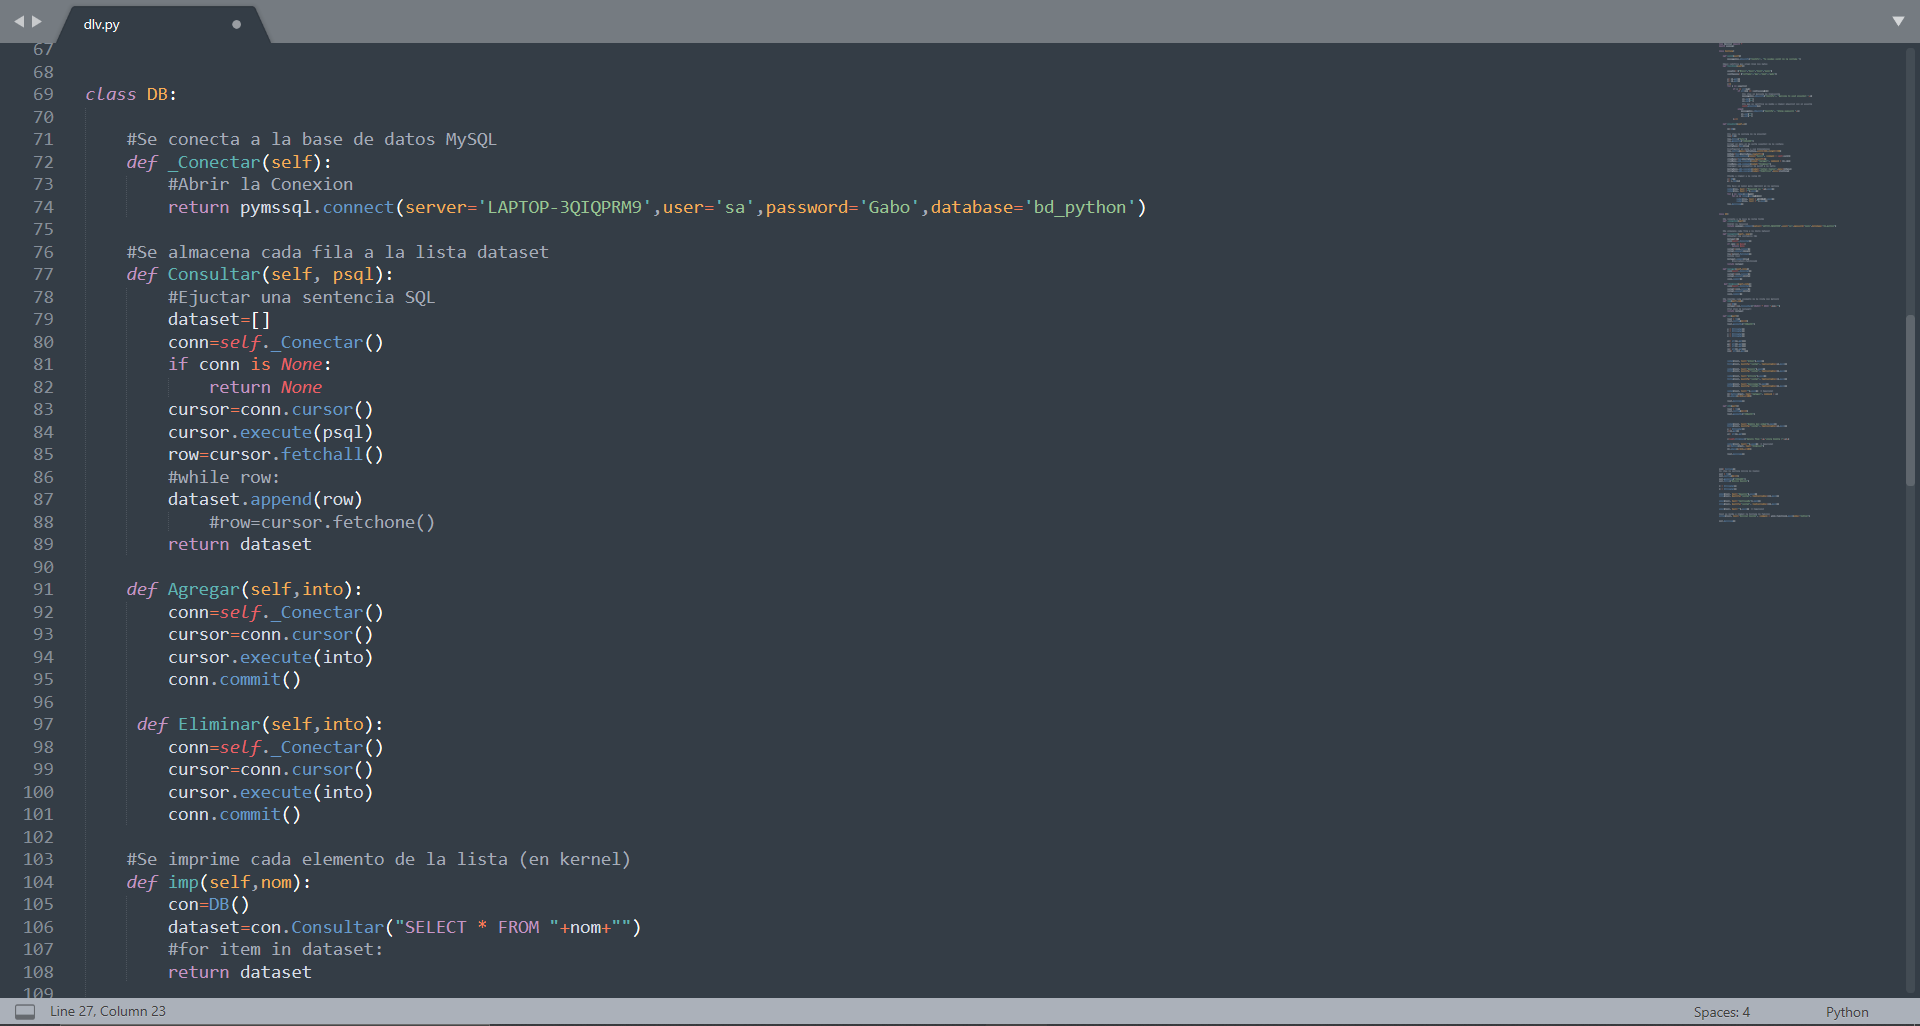 dlv.py
67
68
69 class DB:
70
71 #Se conecta a la base de datos MySQL
72 def _Conectar(self):
73 #Abrir la Conexion
74 return pymssql.connect(server='LAPTOP-3QIQPRM9',user='sa',password='Gabo',database='bd_python')
75
76 #Se almacena cada fila a la lista dataset
77 def Consultar(self, psql):
78 #Ejuctar una sentencia SQL
79 dataset=[]
80 conn=self._Conectar()
81 if conn is None:
82 return None
83 cursor=conn.cursor()
84 cursor.execute(psql)
85 row=cursor.fetchall()
86 #while row:
87 dataset.append(row)
88 #row=cursor.fetchone()
89 return dataset
90
91 def Agregar(self,into):
92 conn=self._Conectar()
93 cursor=conn.cursor()
94 cursor.execute(into)
95 conn.commit()
96
97 def Eliminar(self,into):
98 conn=self._Conectar()
99 cursor=conn.cursor()
100 cursor.execute(into)
101 conn.commit()
102
103 #Se imprime cada elemento de la lista (en kernel)
104 def imp(self,nom):
105 con=DB()
106 dataset=con.Consultar("SELECT * FROM "+nom+"")
107 #for item in dataset:
108 return dataset
109
Line 27, Column 23
Spaces: 4
Python